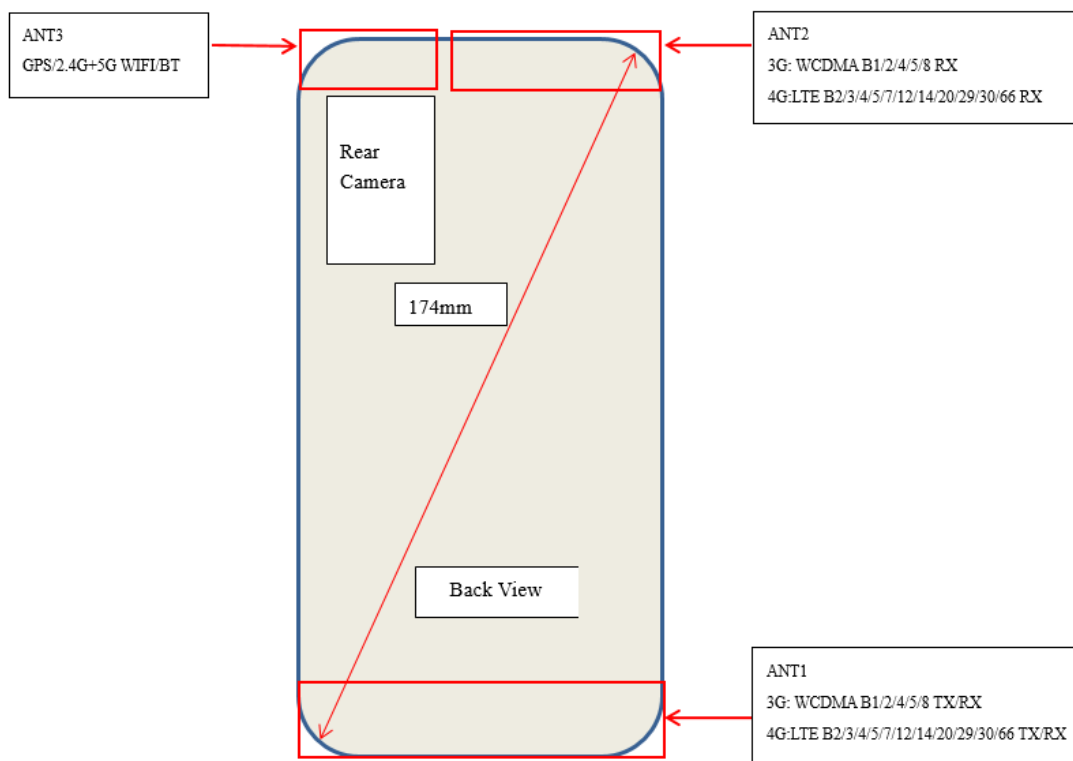 ANT3
GPS/2.4G+5G WIFI/BT
ANT2
3G: WCDMA B1/2/4/5/8 RX
4G:LTE B2/3/4/5/7/12/14/20/29/30/66 RX
Rear
Camera
174mm
Back View
ANT1
3G: WCDMA B1/2/4/5/8 TX/RX
4G:LTE B2/3/4/5/7/12/14/20/29/30/66 TX/RX